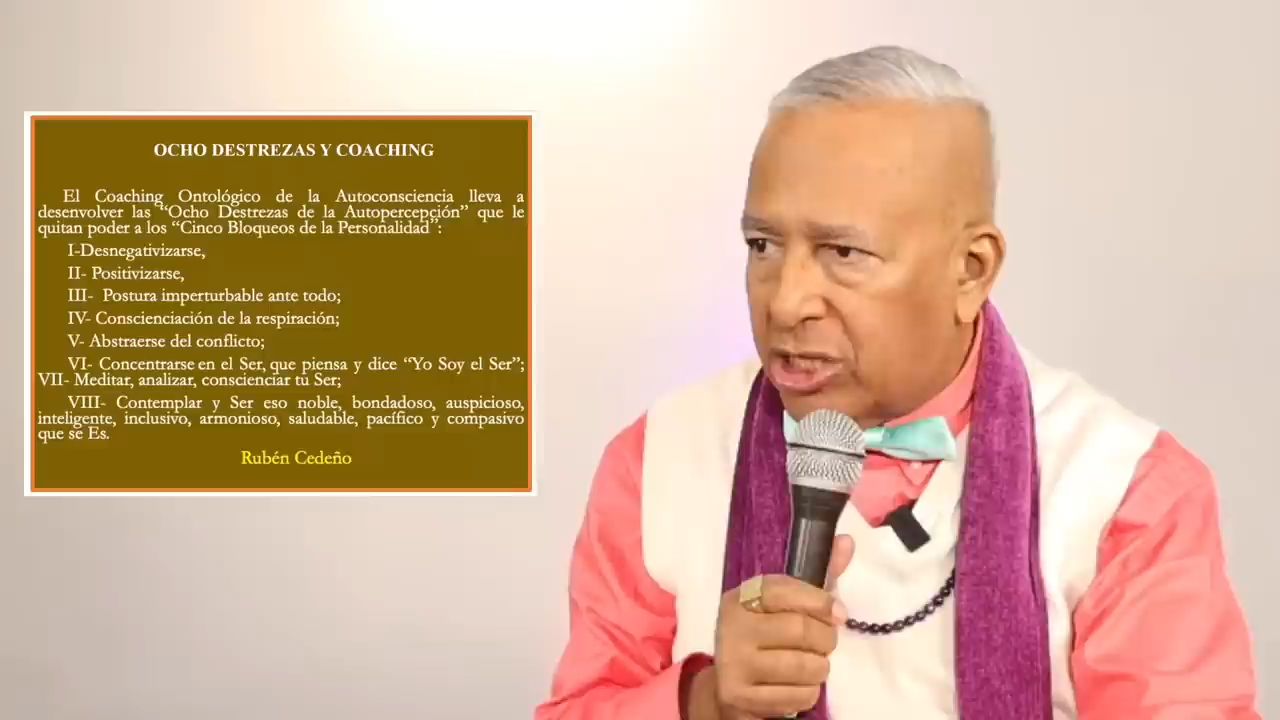 OCHO DESTREZAS Y COACHING
El Coaching Ontológico de la Autoconsciencia lleva a
desenvolver las “Ocho Destrezas de la Autopercepción” que le
quitan poder a los “Cinco Bloqueos de la Personalidad”:
I-Desnegativizarse,
II- Positivizarse,
III- Postura imperturbable ante todo;
IV- Conscienciación de la respiración;
V- Abstraerse del conflicto;
VI- Concentrarse en el Ser, que piensa y dice “Yo Soy el Ser”;
VII- Meditar, analizar, conscienciar tu Ser;
VIII- Contemplar y Ser eso noble, bondadoso, auspicioso,
inteligente, inclusivo, armonioso, saludable, pacífico y compasivo
que se Es.
Rubén Cedeño